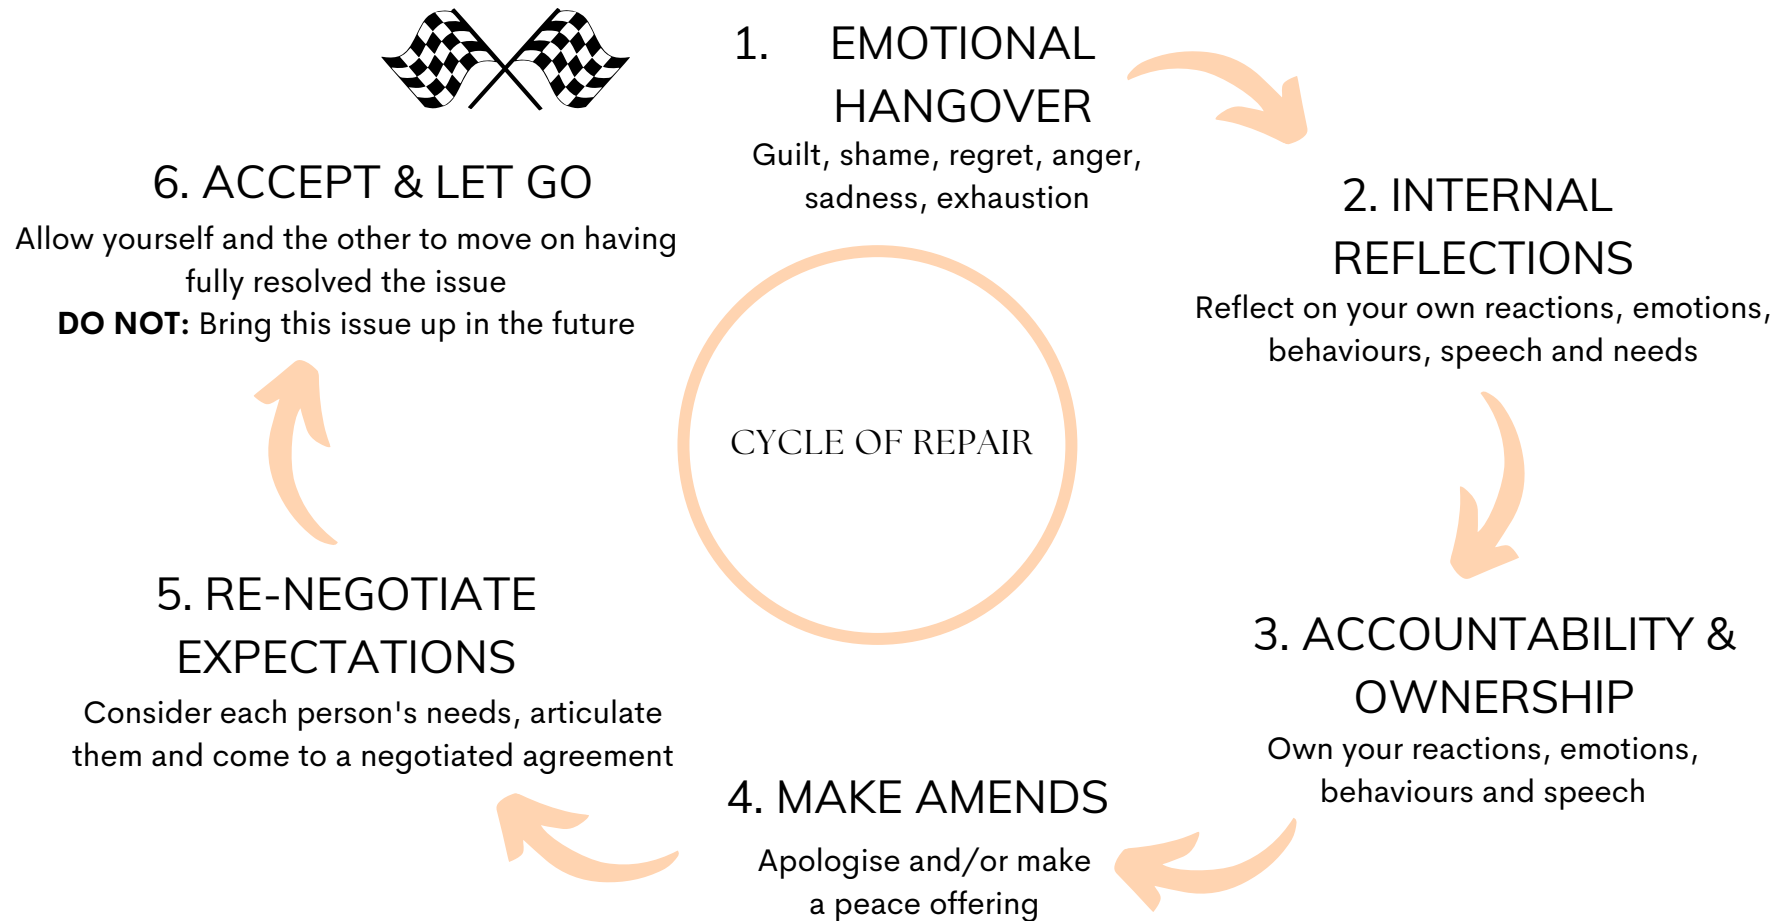 1. EMOTIONAL
HANGOVER
Guilt, shame, regret, anger,
sadness, exhaustion
2. INTERNAL
REFLECTIONS
Reflect on your own reactions, emotions,
behaviours, speech and needs
3. ACCOUNTABILITY &
OWNERSHIP
Own your reactions, emotions,
behaviours and speech
4. MAKE AMENDS
Apologise and/or make
a peace offering
5. RE-NEGOTIATE
EXPECTATIONS
Consider each person's needs, articulate
them and come to a negotiated agreement
6. ACCEPT & LET GO
Allow yourself and the other to move on having
fully resolved the issue
DO NOT: Bring this issue up in the future
CYCLE OF REPAIR